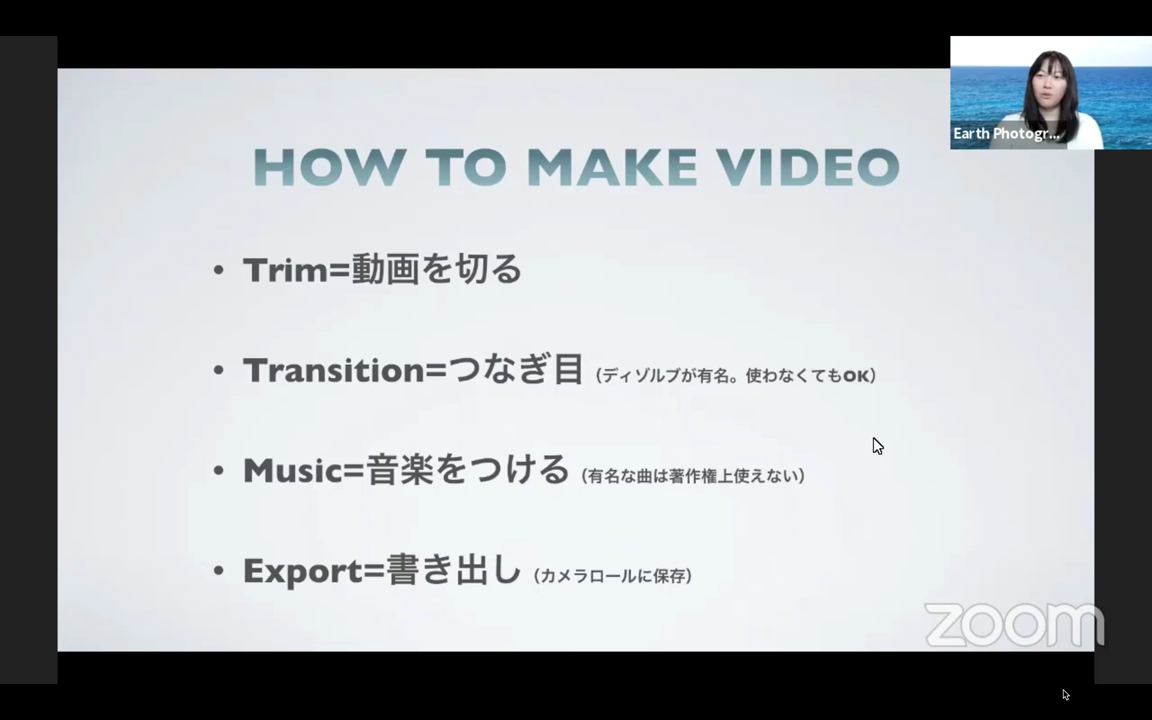 Earth Photogr...
HOW TO MAKE VIDEO
• Trim=動画を切る
• Transition=つなぎ目（ディゾルブが有名。使わなくてもOK）
• Music=音楽をつける（有名な曲は著作権上使えない）
• Export=書き出し（カメラロールに保存）
zoom